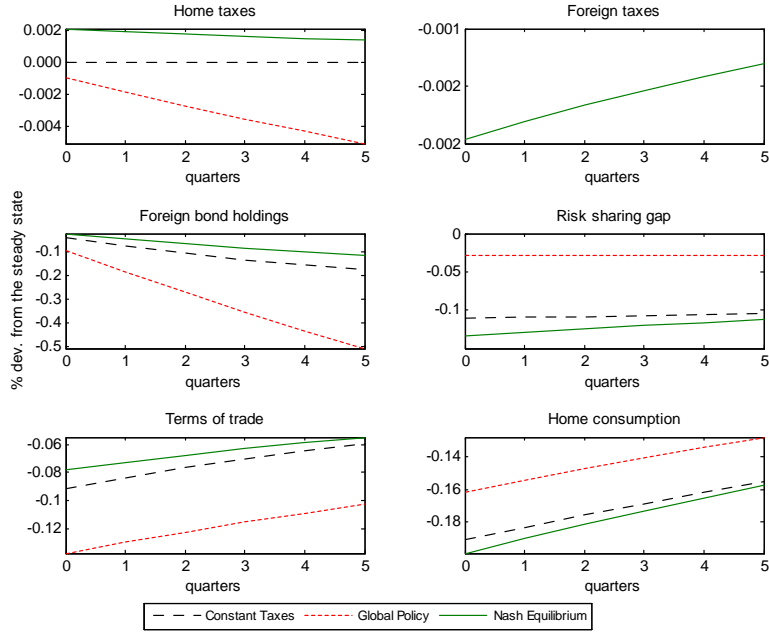 Home taxes
0.002
0.000
-0.002
-0.004
0 1 2 3 4 5
quarters
Foreign taxes
-0.001
-0.002
-0.002
0 1 2 3 4 5
quarters
% dev. from the steady state
Foreign bond holdings
-0.1
-0.2
-0.3
-0.4
-0.5
0 1 2 3 4 5
quarters
Risk sharing gap
0
-0.05
-0.1
0 1 2 3 4 5
quarters
Terms of trade
-0.06
-0.08
-0.1
-0.12
0 1 2 3 4 5
quarters
Home consumption
-0.14
-0.16
-0.18
0 1 2 3 4 5
quarters
Constant Taxes Global Policy Nash Equilibrium